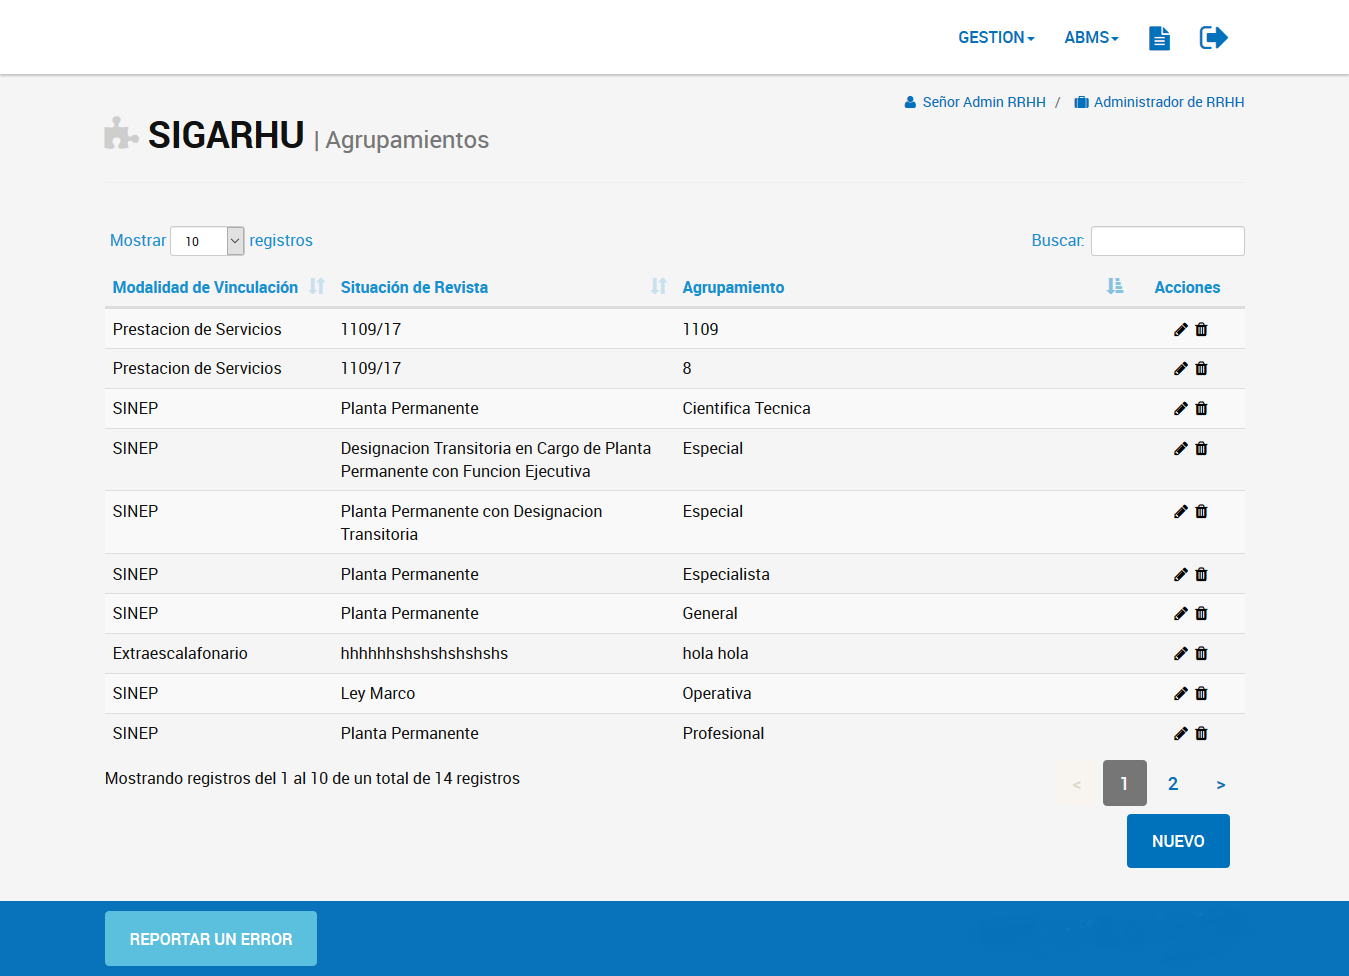 GESTION ABMS
Señor Admin RRHH / Administrador de RRHH
SIGARHU | Agrupamientos
Mostrar 10 registros Buscar:
Modalidad de Vinculación Situación de Revista Agrupamiento Acciones
Prestacion de Servicios 1109/17 1109
Prestacion de Servicios 1109/17 8
SINEP Planta Permanente Cientifica Tecnica
SINEP Designacion Transitoria en Cargo de Planta Especial
Permanente con Funcion Ejecutiva
SINEP Planta Permanente con Designacion Especial
Transitoria
SINEP Planta Permanente Especialista
SINEP Planta Permanente General
Extraescalafonario hhhhhhshshshshshshs hola hola
SINEP Ley Marco Operativa
SINEP Planta Permanente Profesional
Mostrando registros del 1 al 10 de un total de 14 registros < 1 2 >
NUEVO
REPORTAR UN ERROR